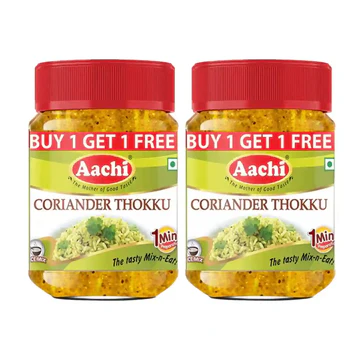 BUY 1 GET 1 FREE
Aachi
The Mother of Good Taste
CORIANDER THOKKU
1 Min
The tasty Mix-n-Eat
BUY 1 GET 1 FREE
Aachi
The Mother of Good Taste
CORIANDER THOKKU
1 Min
The tasty Mix-n-Eat